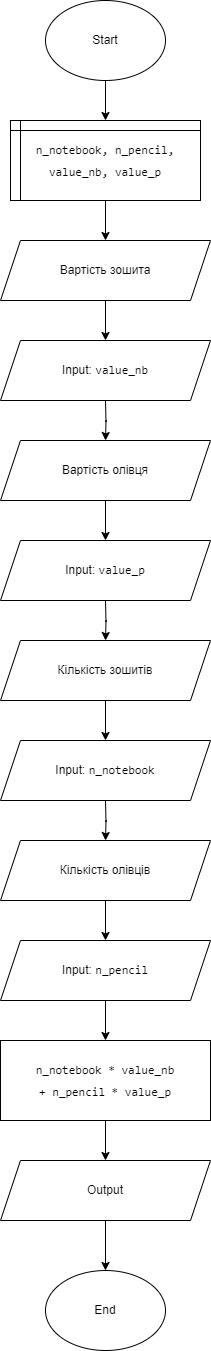 Start
n_notebook, n_pencil,
value_nb, value_p
Вартість зошита
Input: value_nb
Вартість олівця
Input: value_p
Кількість зошитів
Input: n_notebook
Кількість олівців
Input: n_pencil
n_notebook * value_nb
+ n_pencil * value_p
Output
End